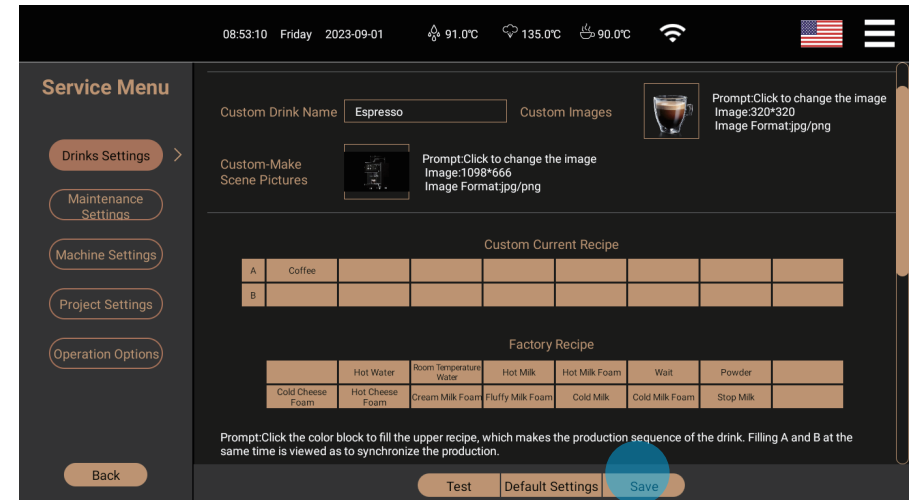 08:53:10 Friday 2023-09-01 91.0℃ 135.0℃ 90.0℃
Service Menu
Drinks Settings >
Maintenance
Settings
Machine Settings
Project Settings
Operation Options
Back
Custom Drink Name Espresso
Custom Images
Prompt:Click to change the image
Image:320*320
Image Format:jpg/png
Custom-Make
Scene Pictures
Prompt:Click to change the image
Image:1098*666
Image Format:jpg/png
Custom Current Recipe
A Coffee
B
Factory Recipe
Hot Water
Room Temperature
Water
Hot Milk
Hot Milk Foam
Wait
Powder
Cold Cheese
Foam
Hot Cheese
Foam
Cream Milk Foam
Fluffy Milk Foam
Cold Milk
Cold Milk Foam
Stop Milk
Prompt:Click the color block to fill the upper recipe, which makes the production sequence of the drink. Filling A and B at the
same time is viewed as to synchronize the production.
Test
Default Settings
Save